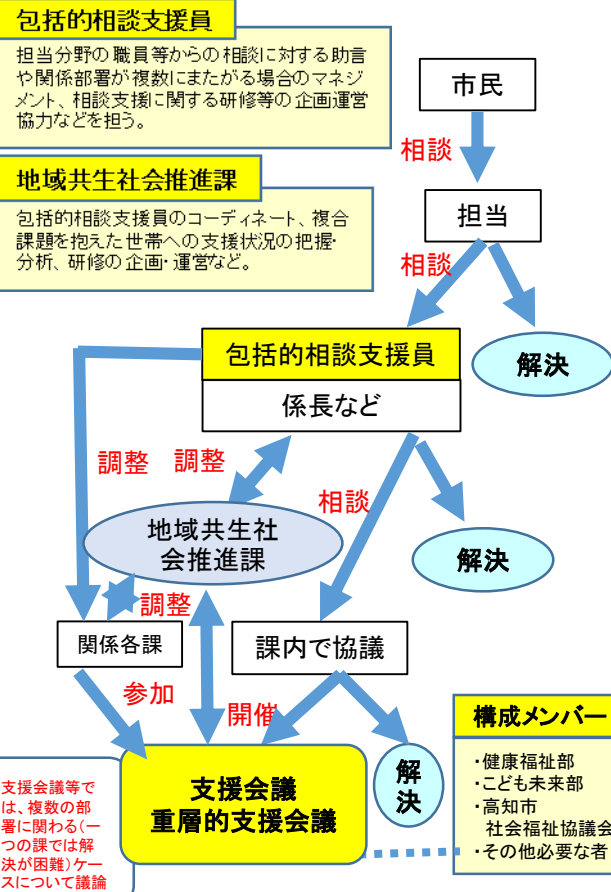 包括的相談支援員
担当分野の職員等からの相談に対する助言
や関係部署が複数にまたがる場合のマネジ
メント、相談支援に関する研修等の企画運営
協力などを担う。
地域共生社会推進課
包括的相談支援員のコーディネート、複合
課題を抱えた世帯への支援状況の把握・
分析、研修の企画・運営など。
市民
相談
担当
相談
解決
包括的相談支援員
係長など
調整
調整
相談
地域共生社
会推進課
解決
調整
関係各課
課内で協議
参加
開催
支援会議
重層的支援会議
解
決
構成メンバー
・健康福祉部
・こども未来部
・高知市
社会福祉協議会
・その他必要な者
支援会議等で
は、複数の部
署に関わる(一
つの課では解
決が困難)ケー
スについて議論